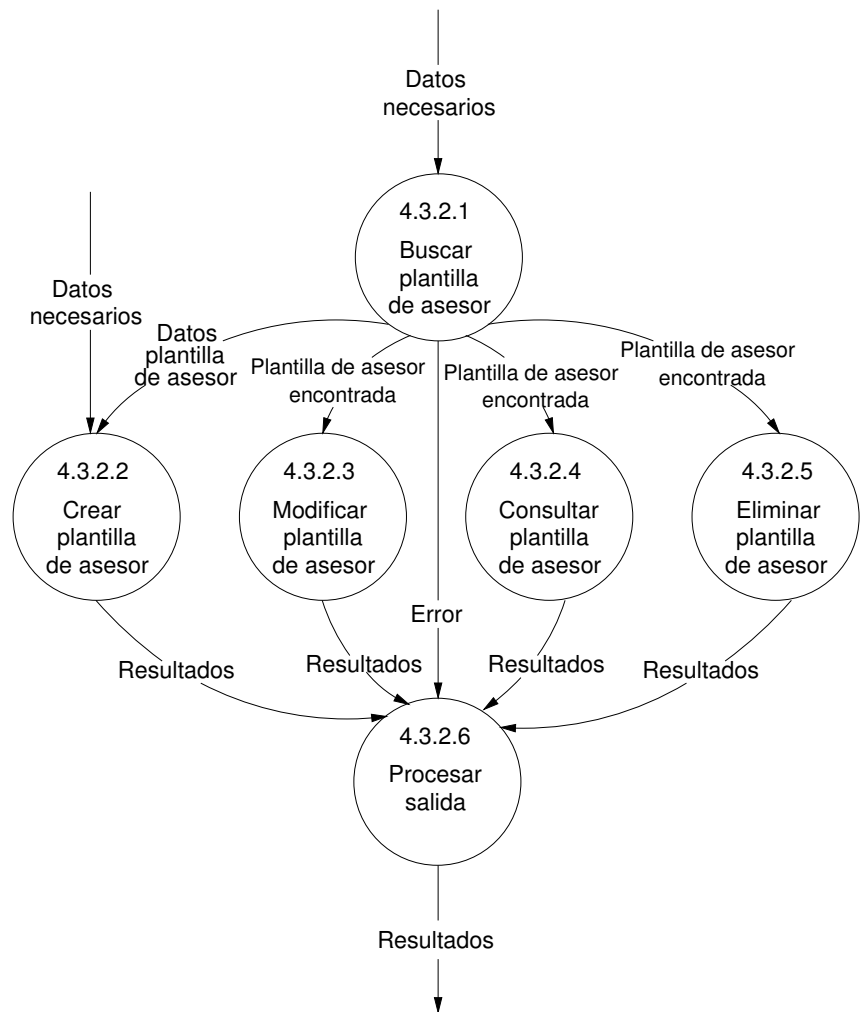 Datos
necesarios
4.3.2.1
Buscar
plantilla
de asesor
Datos
necesarios
Datos
plantilla
de asesor
Plantilla de asesor
encontrada
Plantilla de asesor
encontrada
Plantilla de asesor
encontrada
4.3.2.2
Crear
plantilla
de asesor
4.3.2.3
Modificar
plantilla
de asesor
4.3.2.4
Consultar
plantilla
de asesor
4.3.2.5
Eliminar
plantilla
de asesor
Error
Resultados
Resultados
Resultados
Resultados
4.3.2.6
Procesar
salida
Resultados